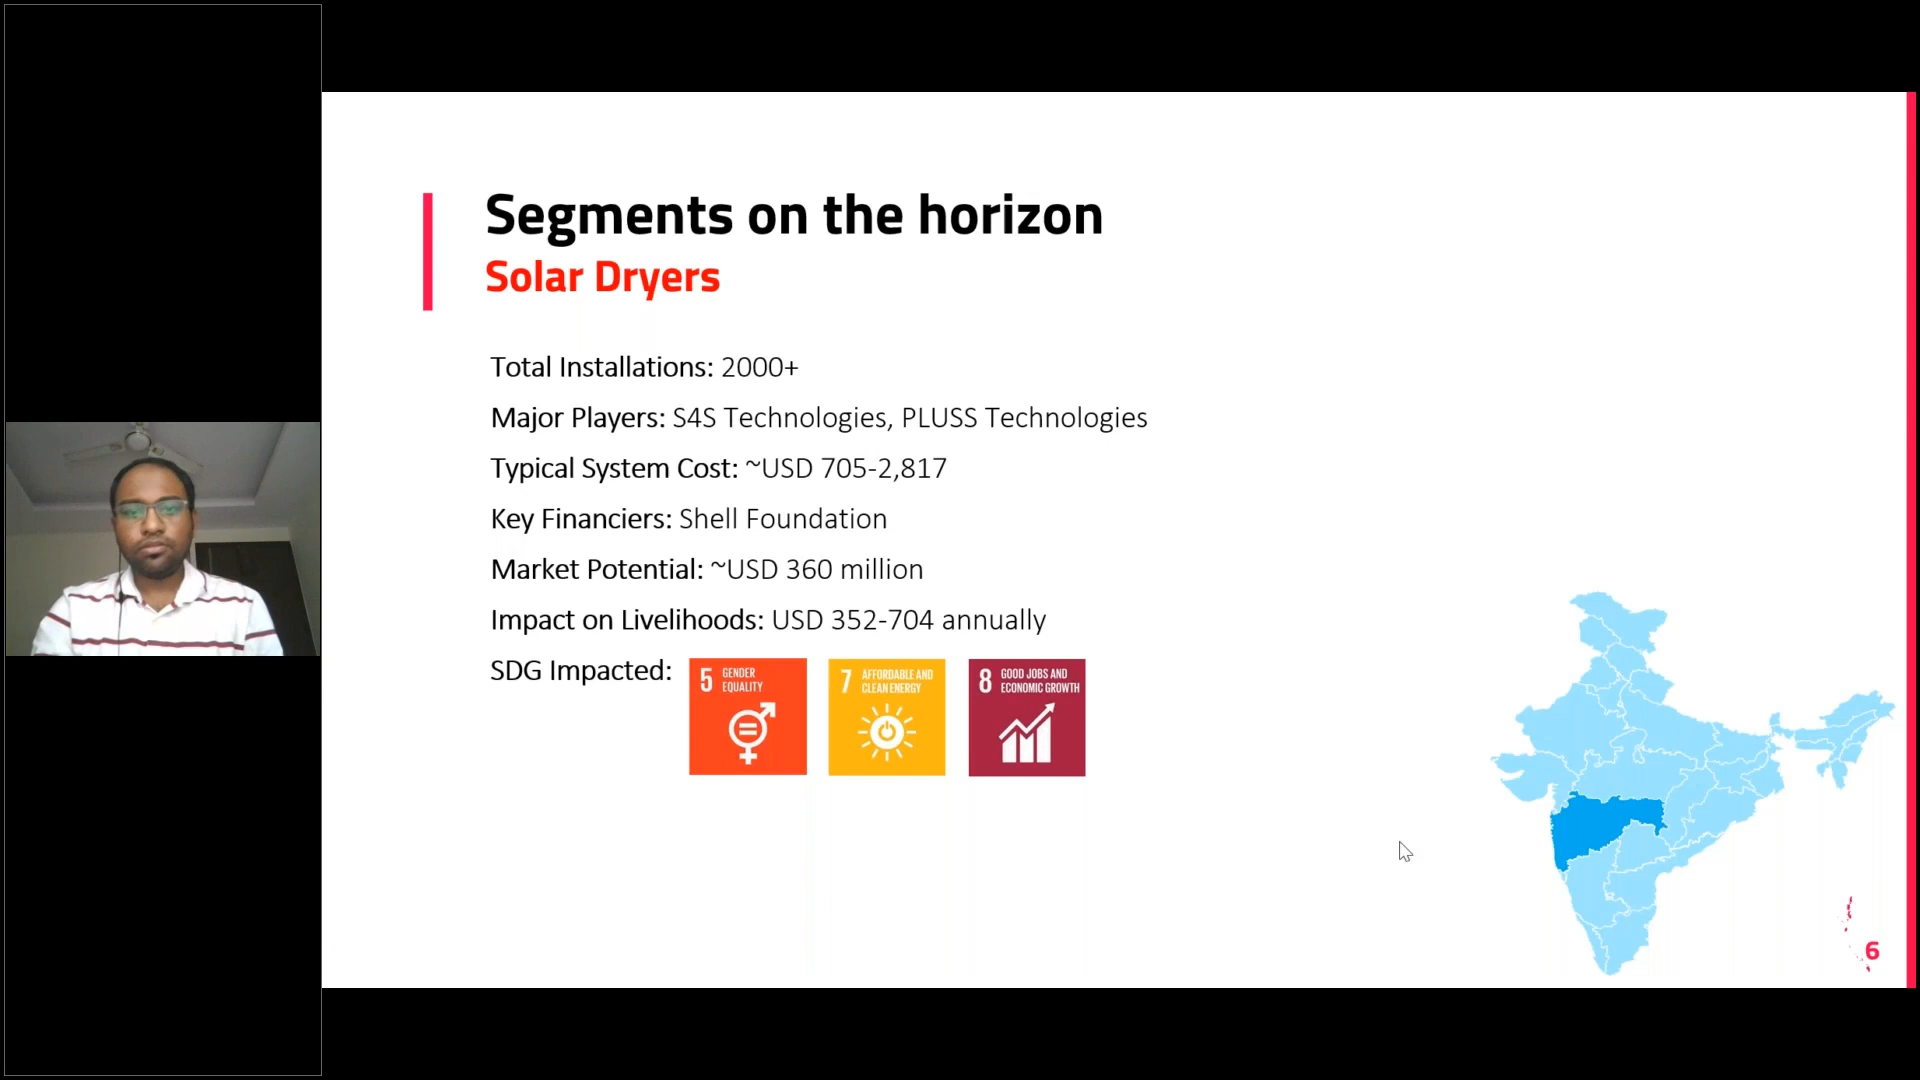 Segments on the horizon
Solar Dryers
Total Installations: 2000+
Major Players: S4S Technologies, PLUSS Technologies
Typical System Cost: ~USD 705-2,817
Key Financiers: Shell Foundation
Market Potential: ~USD 360 million
Impact on Livelihoods: USD 352-704 annually
SDG Impacted:
5 GENDER
EQUALITY
7 AFFORDABLE AND
CLEAN ENERGY
8 GOOD JOBS AND
ECONOMIC GROWTH
6